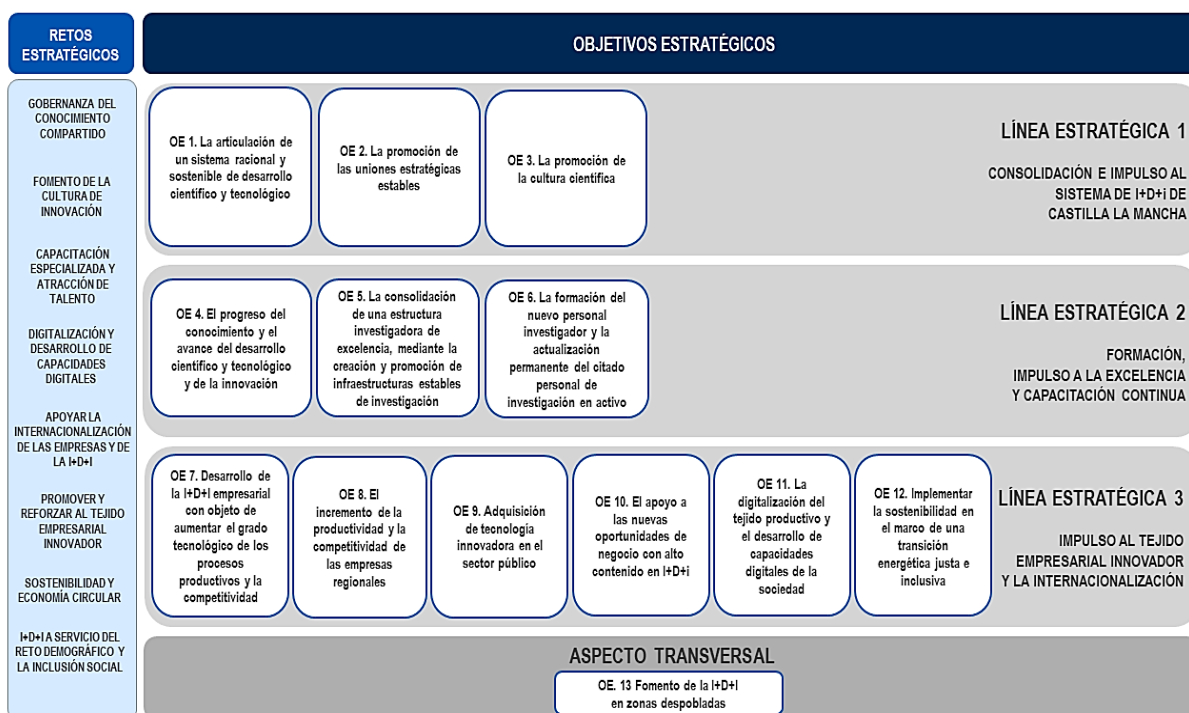 RETOS
ESTRATÉGICOS
GOBERNANZA DEL
CONOCIMIENTO
COMPARTIDO
FOMENTO DE LA
CULTURA DE
INNOVACIÓN
CAPACITACIÓN
ESPECIALIZADA Y
ATRACCIÓN DE
TALENTO
DIGITALIZACIÓN Y
DESARROLLO DE
CAPACIDADES
DIGITALES
APOYAR LA
INTERNACIONALIZACIÓN
DE LAS EMPRESAS Y DE
LA I+D+I
PROMOVER Y
REFORZAR AL TEJIDO
EMPRESARIAL
INNOVADOR
SOSTENIBILIDAD Y
ECONOMÍA CIRCULAR
I+D+I A SERVICIO DEL
RETO DEMOGRÁFICO Y
LA INCLUSIÓN SOCIAL
OBJETIVOS ESTRATÉGICOS
OE 1. La articulación de
un sistema racional y
sostenible de desarrollo
científico y tecnológico
OE 2. La promoción de
las uniones estratégicas
estables
OE 3. La promoción de
la cultura científica
LÍNEA ESTRATÉGICA 1
CONSOLIDACIÓN E IMPULSO AL
SISTEMA DE I+D+i DE
CASTILLA LA MANCHA
OE 4. El progreso del
conocimiento y el
avance del desarrollo
científico y tecnológico
y de la innovación
OE 5. La consolidación
de una estructura
investigadora de
excelencia, mediante la
creación y promoción de
infraestructuras estables
de investigación
OE 6. La formación del
nuevo personal
investigador y la
actualización
permanente del citado
personal de
investigación en activo
LÍNEA ESTRATÉGICA 2
FORMACIÓN,
IMPULSO A LA EXCELENCIA
Y CAPACITACIÓN CONTINUA
OE 7. Desarrollo de
la I+D+I empresarial
con objeto de
aumentar el grado
tecnológico de los
procesos
productivos y la
competitividad
OE 8. El
incremento de la
productividad y la
competitividad de
las empresas
regionales
OE 9. Adquisición
de tecnología
innovadora en el
sector público
OE 10. El apoyo a
las nuevas
oportunidades de
negocio con alto
contenido en I+D+i
OE 11. La
digitalización del
tejido productivo y
el desarrollo de
capacidades
digitales de la
sociedad
OE 12. Implementar
la sostenibilidad en
el marco de una
transición
energética justa e
inclusiva
LÍNEA ESTRATÉGICA 3
IMPULSO AL TEJIDO
EMPRESARIAL INNOVADOR
Y LA INTERNACIONALIZACIÓN
ASPECTO TRANSVERSAL
OE. 13 Fomento de la I+D+I
en zonas despobladas